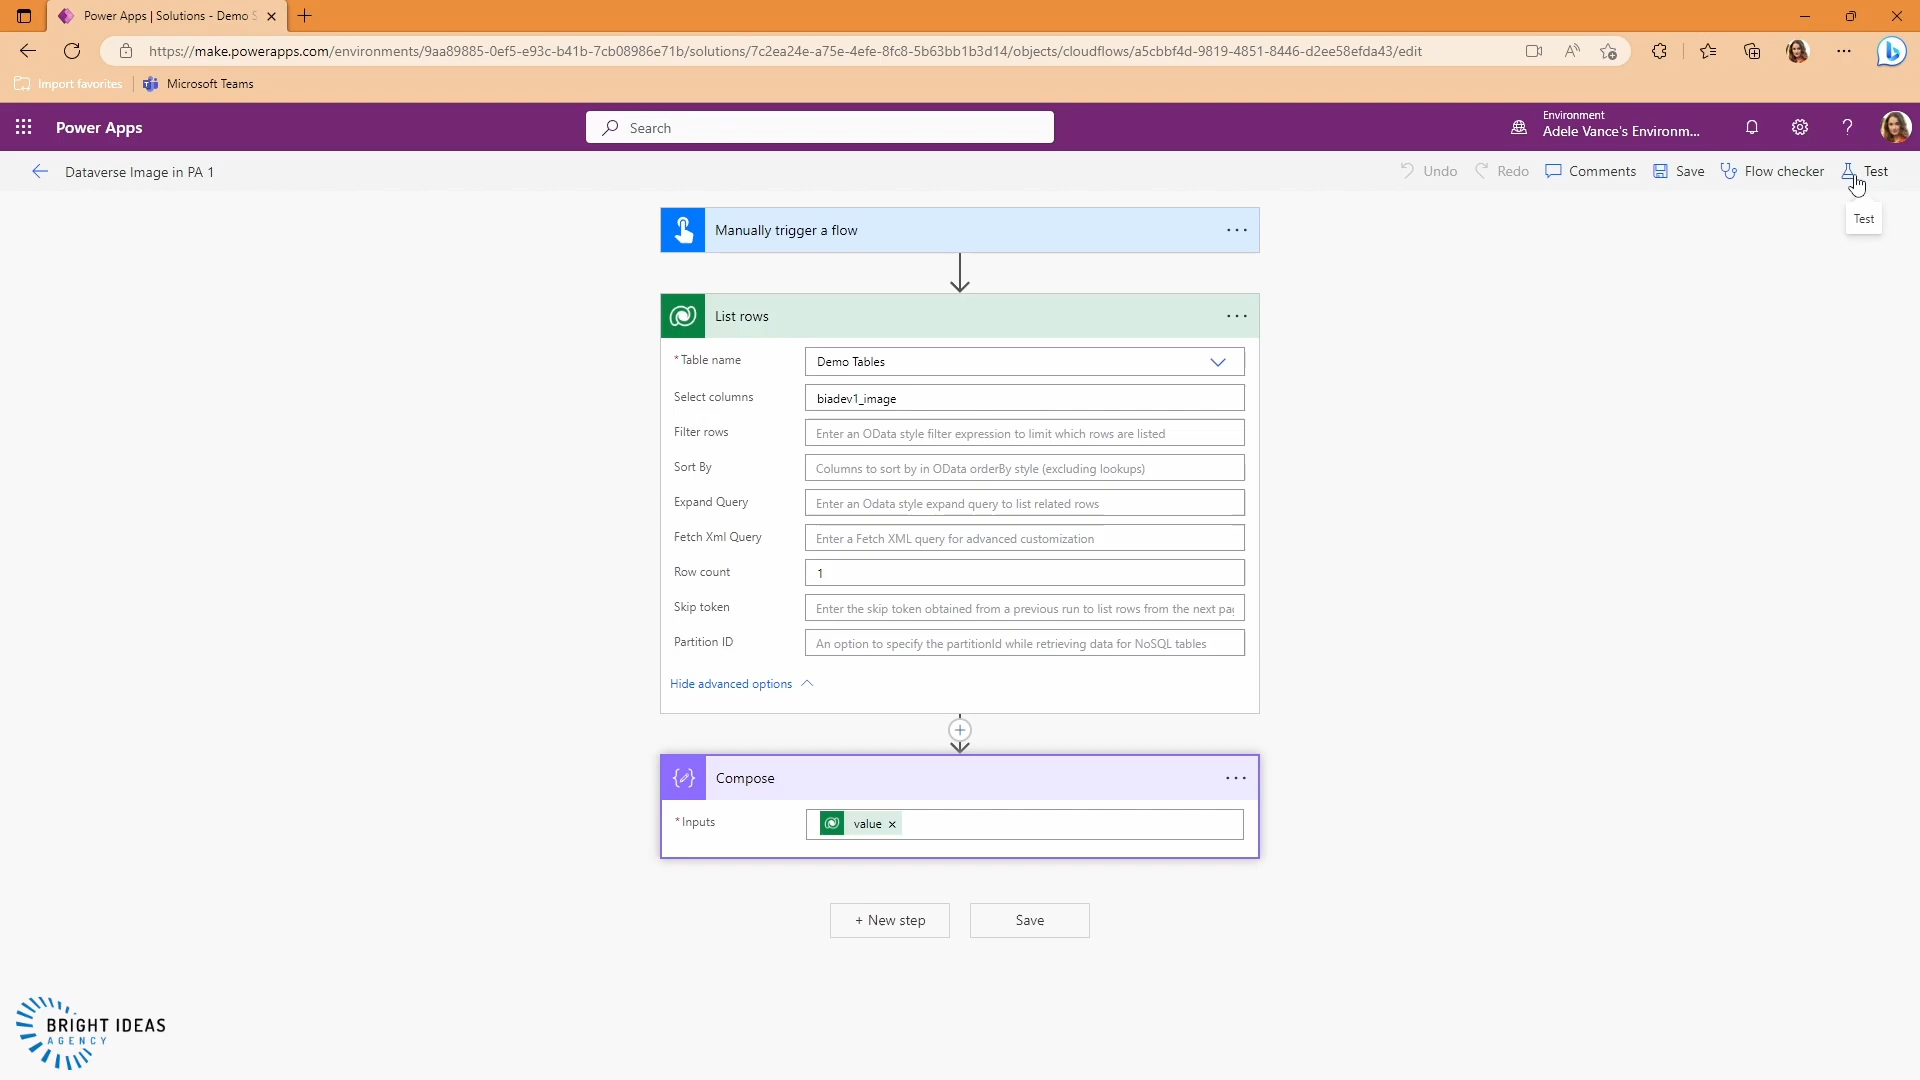 Power Apps | Solutions - Demo S
https://make.powerapps.com/environments/9aa89885-0ef5-e93c-b41b-7cb08986e71b/solutions/7c2ea24e-a75e-4efe-8fc8-5b63bb1b3d14/objects/cloudflows/a5cbbf4d-9819-4851-8446-d2ee58efda43/edit
Import favorites
Microsoft Teams
Power Apps
Search
Environment
Adele Vance's Environm...
Dataverse Image in PA 1
Undo
Redo
Comments
Save
Flow checker
Test
Test
Manually trigger a flow
List rows
*Table name
Demo Tables
Select columns
biadev1_image
Filter rows
Enter an OData style filter expression to limit which rows are listed
Sort By
Columns to sort by in OData orderBy style (excluding lookups)
Expand Query
Enter an Odata style expand query to list related rows
Fetch Xml Query
Enter a Fetch XML query for advanced customization
Row count
1
Skip token
Enter the skip token obtained from a previous run to list rows from the next pa
Partition ID
An option to specify the partitionId while retrieving data for NoSQL tables
Hide advanced options
Compose
*Inputs
value
+ New step
Save
BRIGHT IDEAS
AGENCY